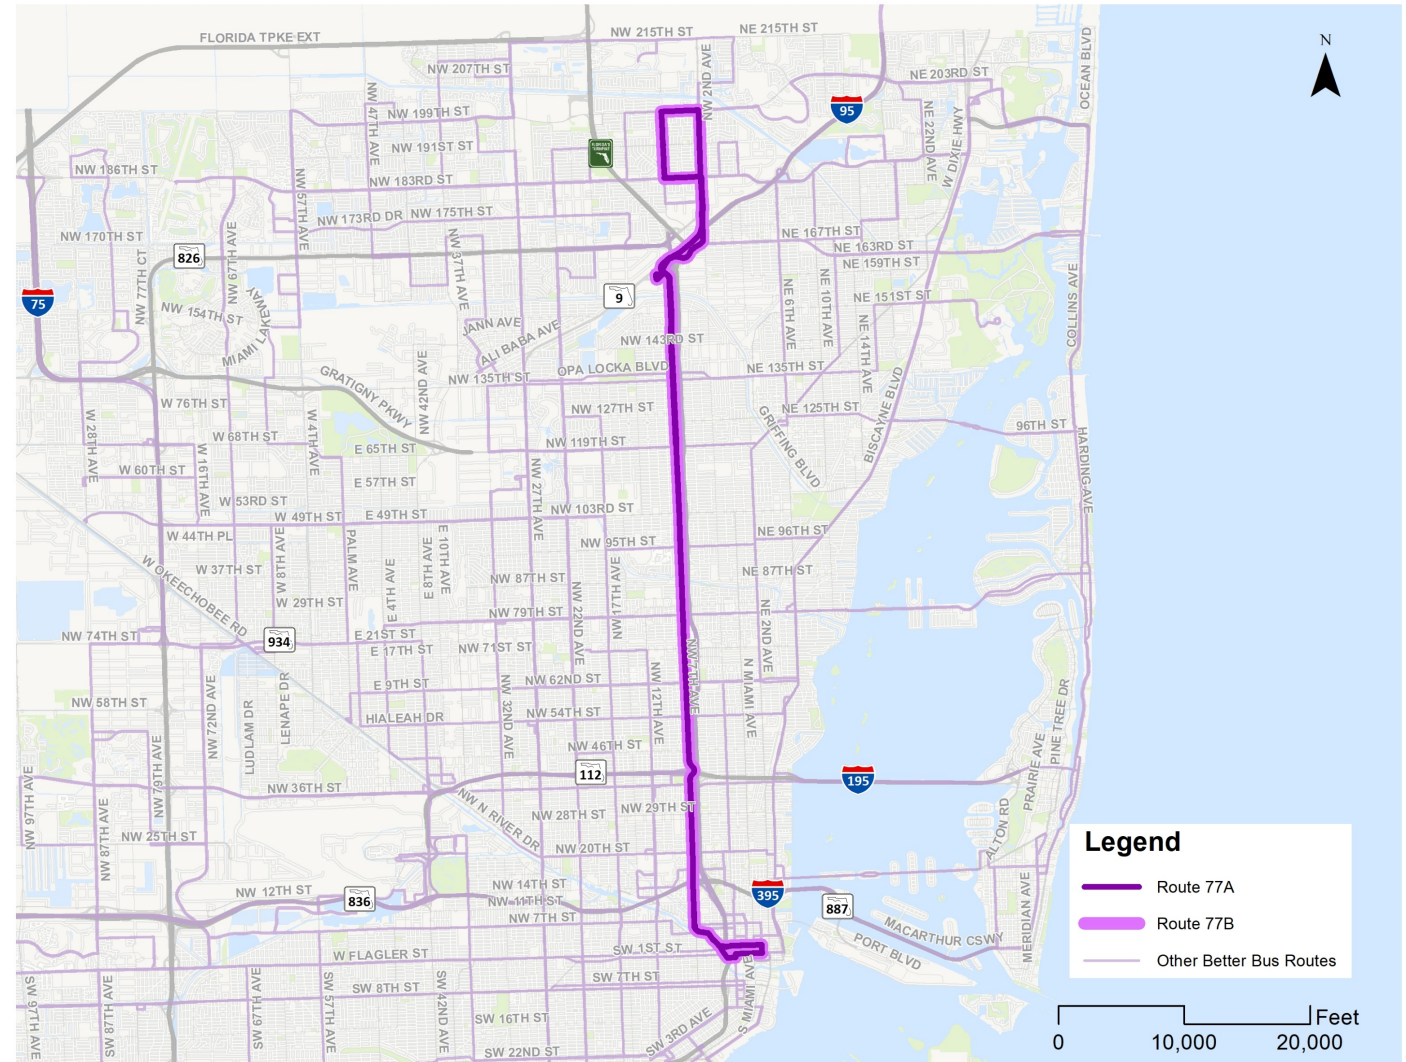 FLORIDA TPKE EXT
NW 215TH ST
NE 215TH ST
OCEAN BLVD
N
NW 207TH ST
NW 2ND AVE
NE 203RD ST
95
NW 47TH AVE
NW 199TH ST
NE 22ND AVE
W DIXIE HWY
NW 191ST ST
NW 186TH ST
NW 183RD ST
NW 57TH AVE
NW 173RD DR
NW 175TH ST
NW 170TH ST
NW 67TH AVE
NE 167TH ST
NE 163RD ST
NE 159TH ST
826
NW 77TH CT
NW 37TH AVE
9
75
NW 154TH ST
MIAMI LAKEWAY
NE 6TH AVE
NE 10TH AVE
NE 151ST ST
COLLINS AVE
JANN AVE
ALI BABA AVE
NW 143RD ST
NE 14TH AVE
OPA LOCKA BLVD
NE 135TH ST
GRATIGNY PKWY
NW 42ND AVE
NW 135TH ST
BISCAYNE BLVD
W 76TH ST
NW 127TH ST
NE 125TH ST
W 28TH AVE
W 4TH AVE
GRIFFING BLVD
96TH ST
W 68TH ST
W 16TH AVE
E 65TH ST
NW 119TH ST
HARDING AVE
W 60TH ST
E 57TH ST
NW 27TH AVE
W 53RD ST
W 49TH ST
E 49TH ST
NW 103RD ST
W 44TH PL
W 8TH AVE
PALM AVE
E 10TH AVE
NE 96TH ST
NW 95TH ST
W OKEECHOBEE RD
W 37TH ST
E 4TH AVE
E 8TH AVE
NW 87TH ST
NW 22ND AVE
NW 17TH AVE
NE 87TH ST
W 29TH ST
NW 79TH ST
NE 2ND AVE
NW 74TH ST
934
E 21ST ST
E 17TH ST
NW 71ST ST
NW 7TH AVE
NW 72ND AVE
LUDLAM DR
LENAPE DR
E 9TH ST
NW 32ND AVE
NW 62ND ST
NW 12TH AVE
N MIAMI AVE
PINE TREE DR
NW 58TH ST
HIALEAH DR
NW 54TH ST
PRAIRIE AVE
NW 79TH AVE
NW 46TH ST
112
195
NW 97TH AVE
NW 87TH AVE
NW 36TH ST
NW N RIVER DR
NW 29TH ST
NW 28TH ST
ALTON RD
NW 25TH ST
NW 20TH ST
NW 12TH ST
836
NW 14TH ST
NW 11TH ST
NW 7TH ST
395
887
MERIDIAN AVE
MACARTHUR CSWY
PORT BLVD
W FLAGLER ST
SW 1ST ST
SW 97TH AVE
SW 87TH AVE
SW 67TH AVE
SW 57TH AVE
SW 42ND AVE
SW 7TH ST
SW 8TH ST
S MIAMI AVE
SW 16TH ST
SW 3RD AVE
SW 22ND ST
Legend
Route 77A
Route 77B
Other Better Bus Routes
Feet
0
10,000
20,000